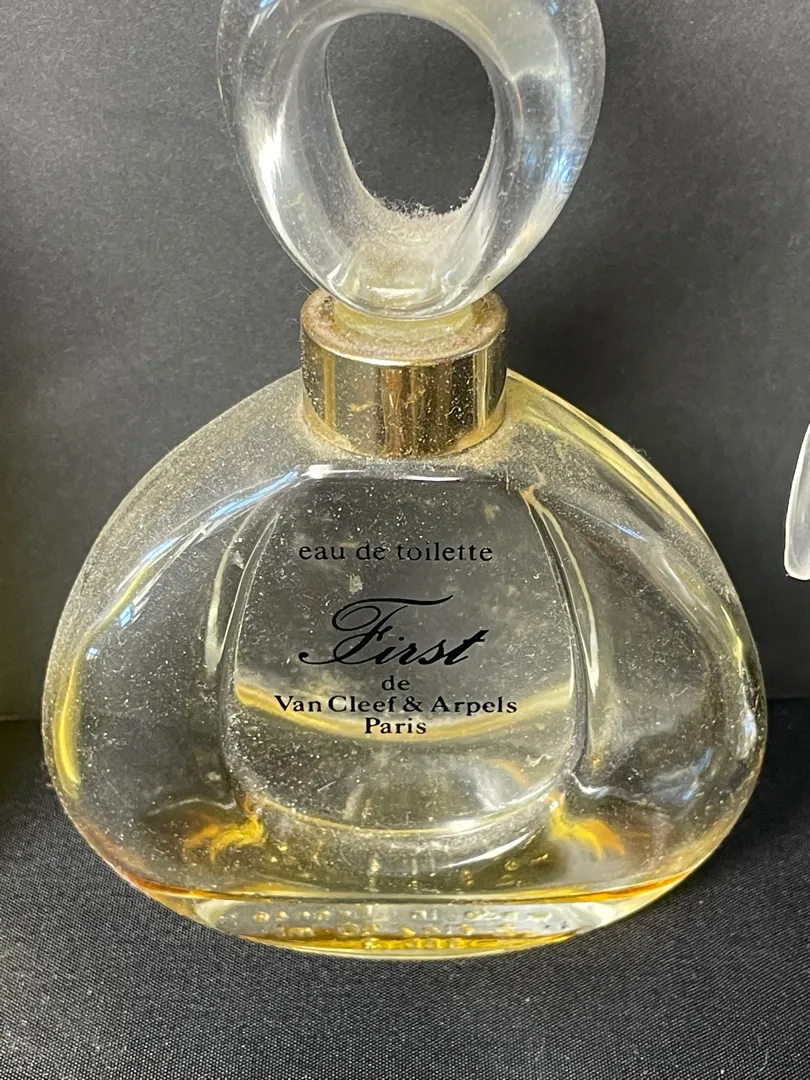 eau de toilette
First
de
Van Cleef & Arpels
Paris